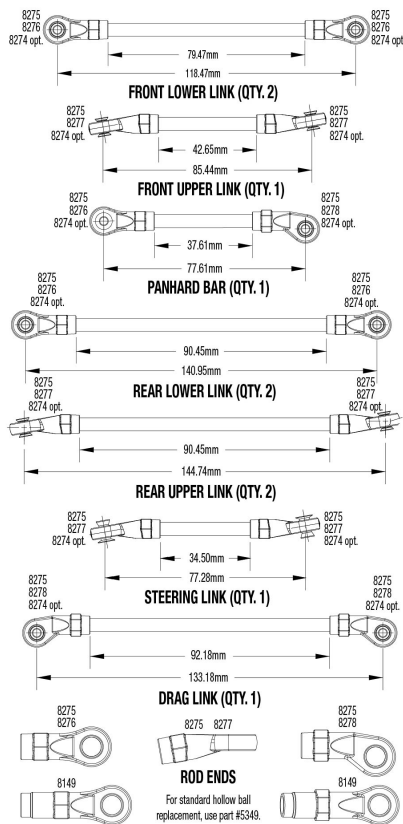 8275
8276
8274 opt.
8275
8276
8274 opt.
79.47mm
118.47mm
FRONT LOWER LINK (QTY. 2)
8275
8277
8274 opt.
8275
8277
8274 opt.
42.65mm
85.44mm
FRONT UPPER LINK (QTY. 1)
8275
8276
8274 opt.
8275
8278
8274 opt.
37.61mm
77.61mm
PANHARD BAR (QTY. 1)
8275
8276
8274 opt.
8275
8276
8274 opt.
90.45mm
140.95mm
REAR LOWER LINK (QTY. 2)
8275
8277
8274 opt.
8275
8277
8274 opt.
90.45mm
144.74mm
REAR UPPER LINK (QTY. 2)
8275
8277
8274 opt.
8275
8277
8274 opt.
34.50mm
77.28mm
STEERING LINK (QTY. 1)
8275
8278
8274 opt.
8275
8278
8274 opt.
92.18mm
133.18mm
DRAG LINK (QTY. 1)
8275
8276
8275 8277
8275
8278
8149
ROD ENDS
8149
For standard hollow ball
replacement, use part #5349.